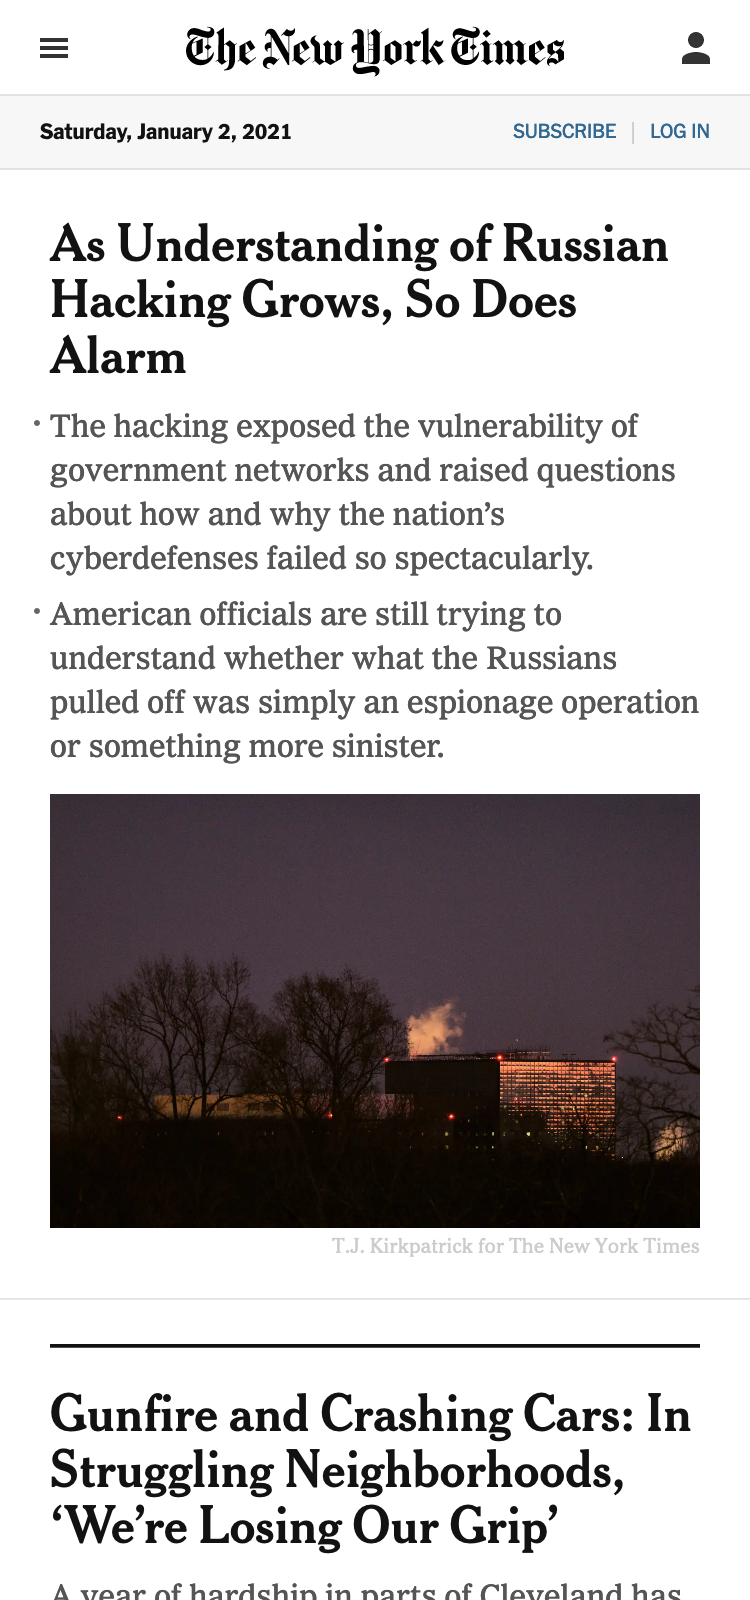 The New York Times
Saturday, January 2, 2021
SUBSCRIBE | LOG IN
As Understanding of Russian
Hacking Grows, So Does
Alarm
• The hacking exposed the vulnerability of
government networks and raised questions
about how and why the nation’s
cyberdefenses failed so spectacularly.
• American officials are still trying to
understand whether what the Russians
pulled off was simply an espionage operation
or something more sinister.
T.J. Kirkpatrick for The New York Times
Gunfire and Crashing Cars: In
Struggling Neighborhoods,
‘We’re Losing Our Grip’
A year of hardship in parts of Cleveland has